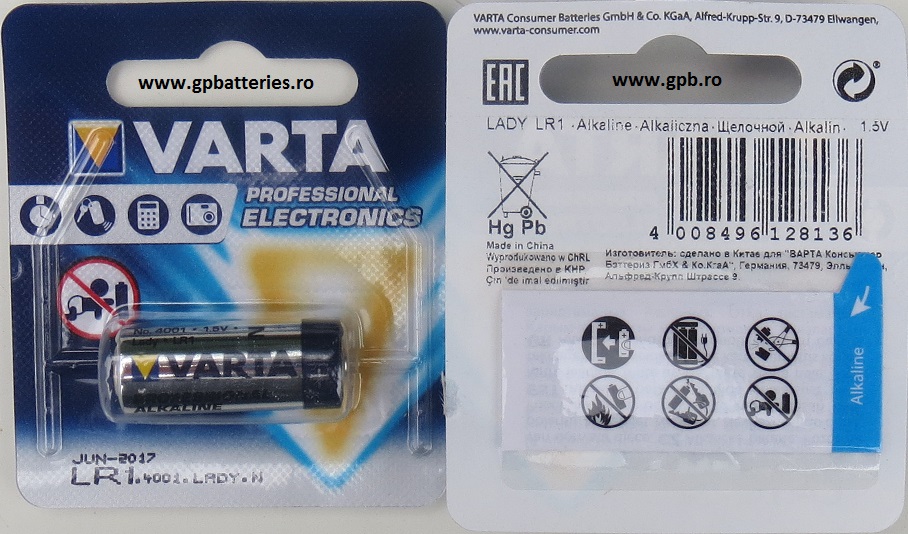 www.gpbatteries.ro
VARTA
PROFESSIONAL
ELECTRONICS
No. 4001 • 1.5V •
Lady • LR1
N
VARTA
PROFESSIONAL
ALKALINE
JUN-2017
LR1.4001.LADY.N
VARTA Consumer Batteries GmbH & Co. KGaA, Alfred-Krupp-Str. 9, D-73479 Ellwangen,
www.varta-consumer.com
www.gpb.ro
EAC
®
LADY LR1 · Alkaline · Alkaliczna · Щелочной · Alkalin · 1.5V
Hg Pb
4 008496 128136
Made in China
Wyprodukowano w ChRL
Произведено в КНР
Çin 'de imal edilmiştir
Изготовитель: сделано в Китае для "ВАРТА
Баттериз ГмбХ & Ко.КгаА", Германия, 73479,
Альфред-Крупп Штрассе 9.
Alkaline